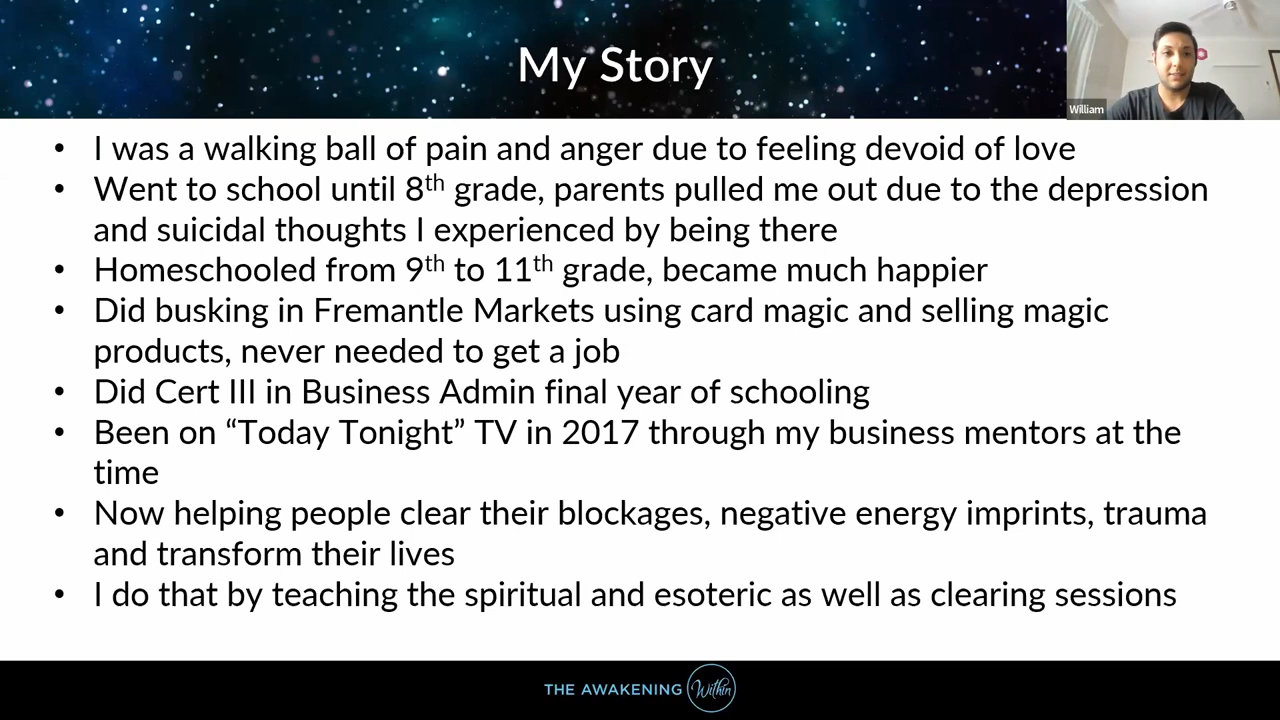 My Story
William
• I was a walking ball of pain and anger due to feeling devoid of love
• Went to school until 8th grade, parents pulled me out due to the depression
and suicidal thoughts I experienced by being there
• Homeschooled from 9th to 11th grade, became much happier
• Did busking in Fremantle Markets using card magic and selling magic
products, never needed to get a job
• Did Cert III in Business Admin final year of schooling
• Been on “Today Tonight” TV in 2017 through my business mentors at the
time
• Now helping people clear their blockages, negative energy imprints, trauma
and transform their lives
• I do that by teaching the spiritual and esoteric as well as clearing sessions
THE AWAKENING Within